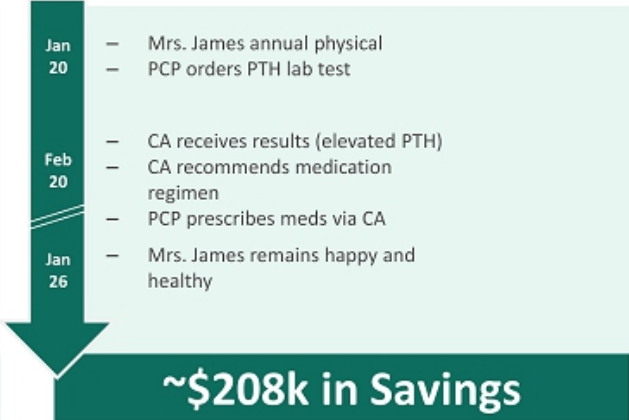 Jan
20
– Mrs. James annual physical
– PCP orders PTH lab test
Feb
20
– CA receives results (elevated PTH)
– CA recommends medication
regimen
– PCP prescribes meds via CA
Jan
26
– Mrs. James remains happy and
healthy
~$208k in Savings